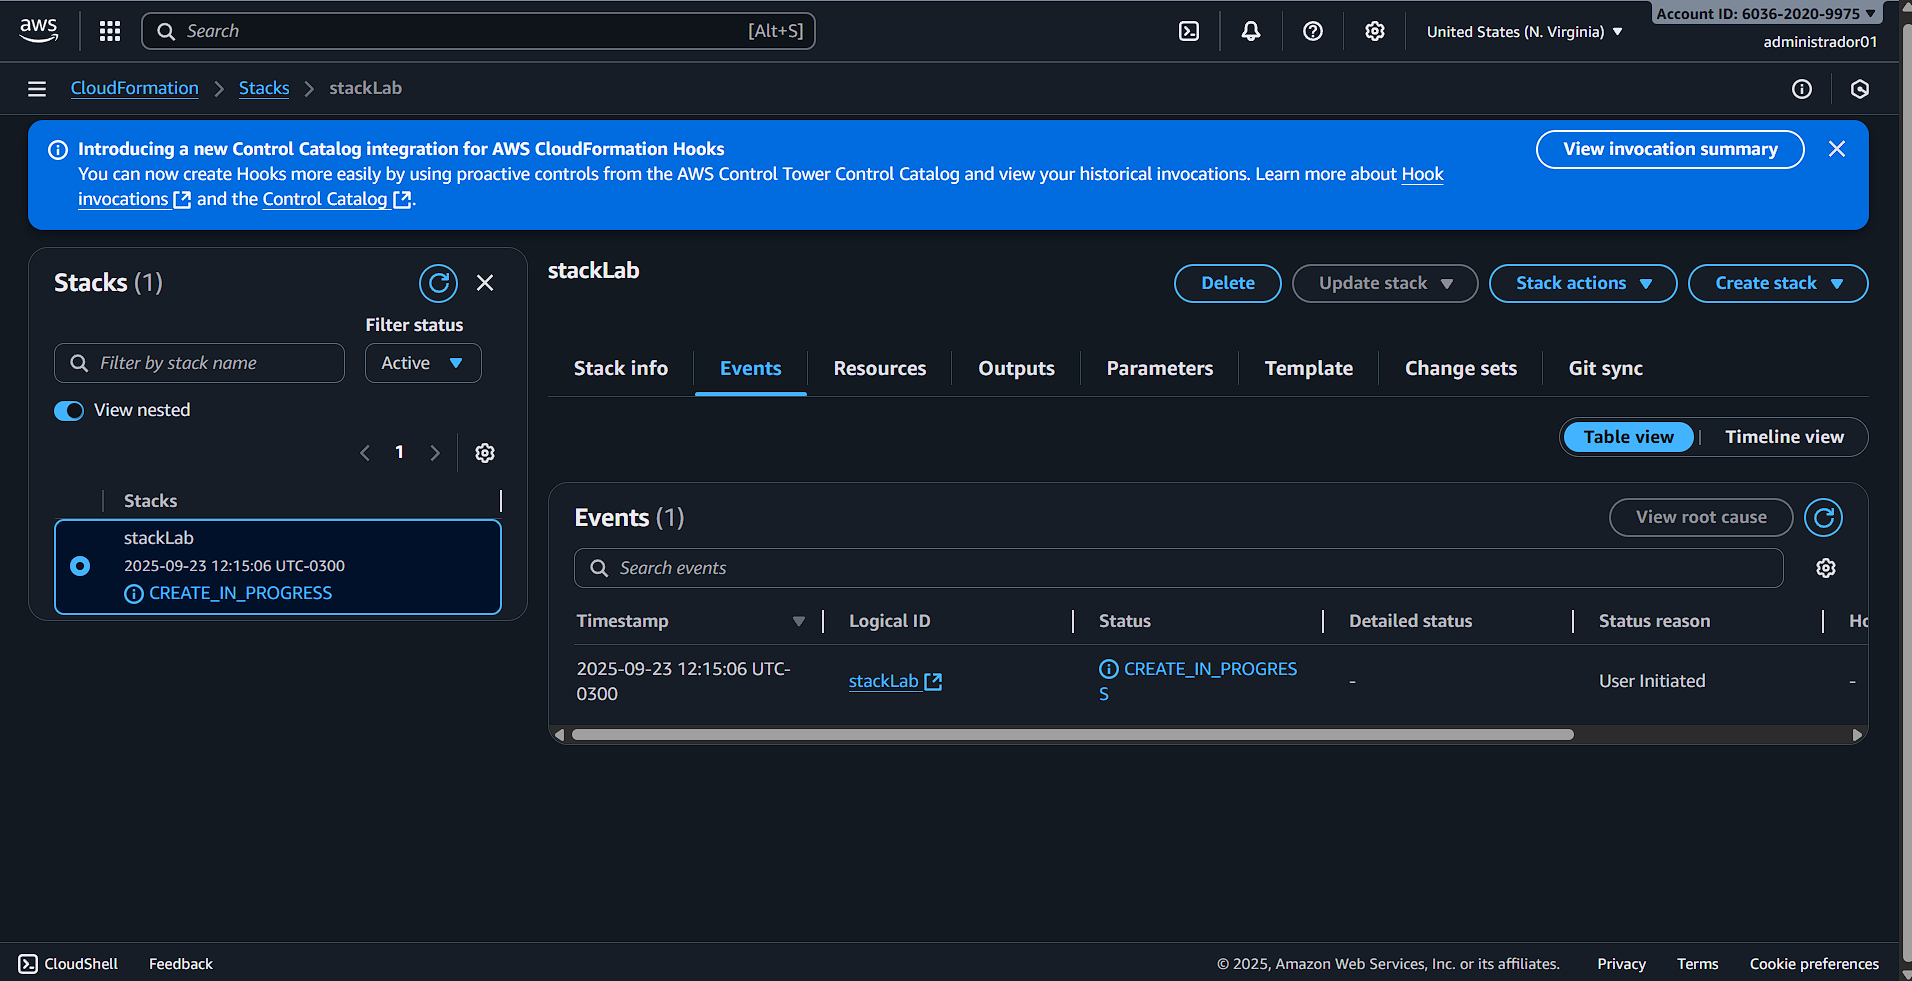 aws
Search
[Alt+S]
United States (N. Virginia)
Account ID: 6036-2020-9975
administrador01
CloudFormation
Stacks
stackLab
Introducing a new Control Catalog integration for AWS CloudFormation Hooks
You can now create Hooks more easily by using proactive controls from the AWS Control Tower Control Catalog and view your historical invocations. Learn more about Hook
invocations and the Control Catalog .
View invocation summary
Stacks (1)
Filter status
Filter by stack name
Active
View nested
1
Stacks
stackLab
2025-09-23 12:15:06 UTC-0300
CREATE_IN_PROGRESS
stackLab
Delete
Update stack
Stack actions
Create stack
Stack info
Events
Resources
Outputs
Parameters
Template
Change sets
Git sync
Table view
Timeline view
Events (1)
View root cause
Search events
Timestamp
Logical ID
Status
Detailed status
Status reason
2025-09-23 12:15:06 UTC-
0300
stackLab
CREATE_IN_PROGRES
S
-
User Initiated
-
CloudShell
Feedback
© 2025, Amazon Web Services, Inc. or its affiliates.
Privacy
Terms
Cookie preferences